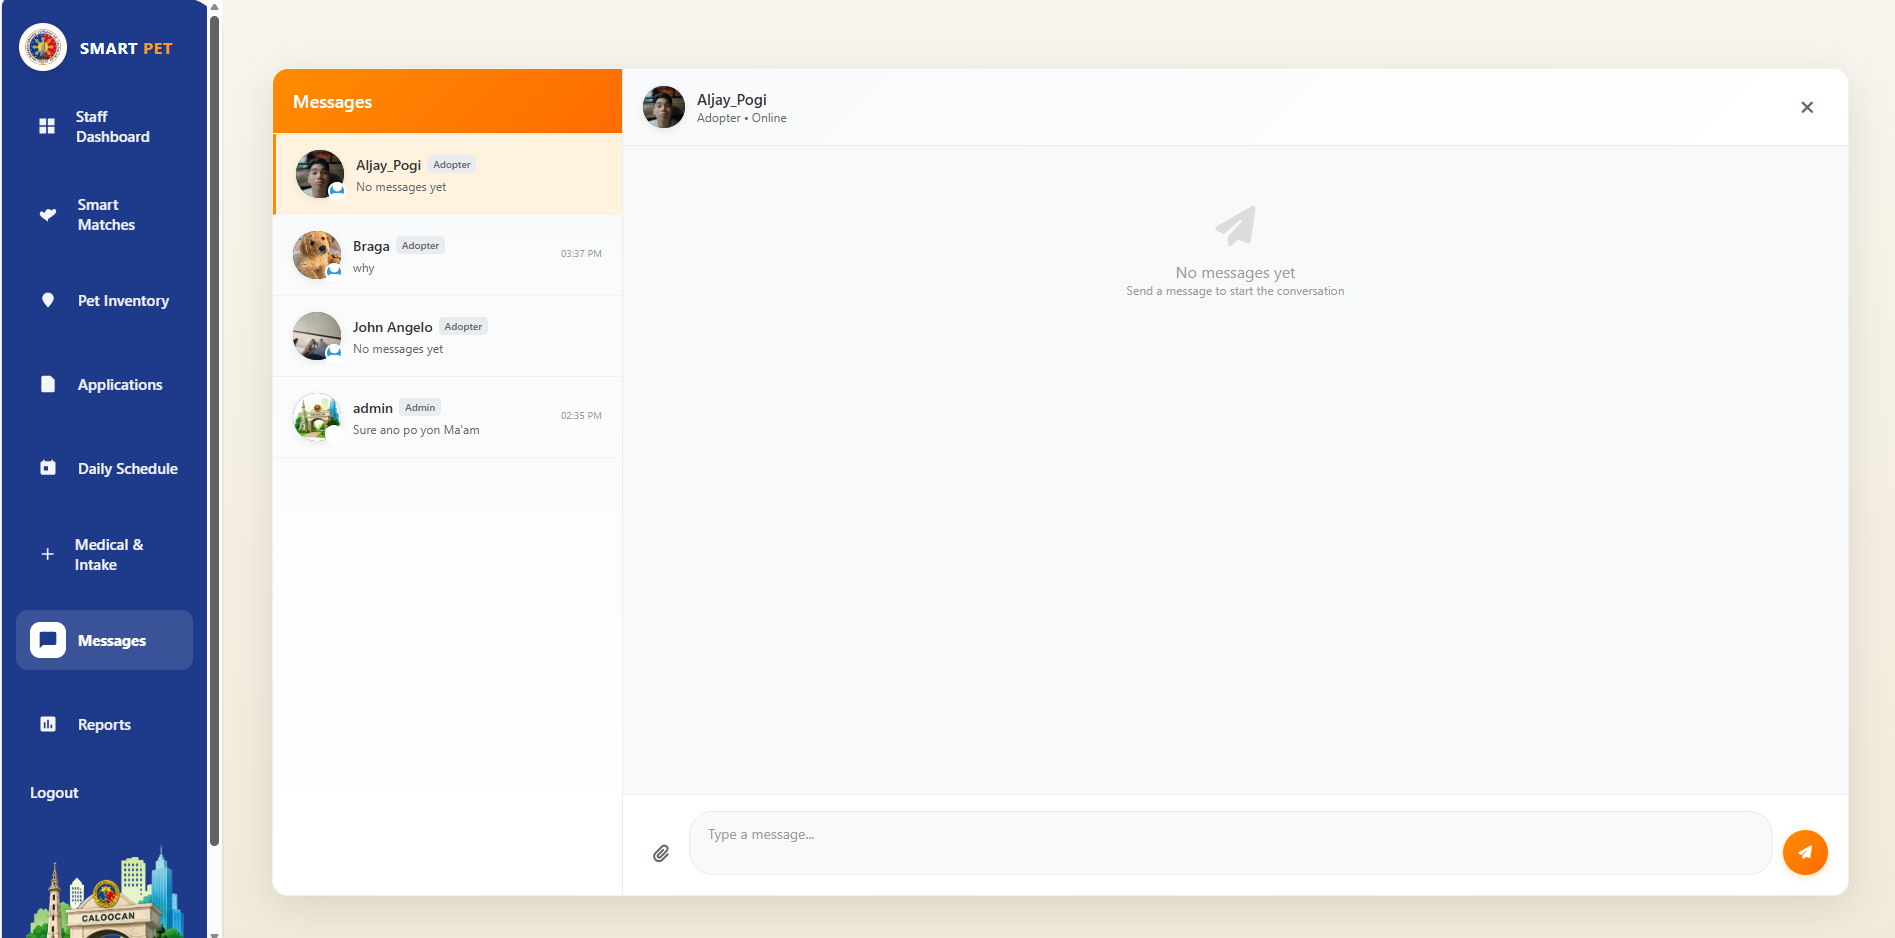 SMART PET
Staff
Dashboard
Smart
Matches
Pet Inventory
Applications
Daily Schedule
Medical &
Intake
Messages
Reports
Logout
CALOOCAN
Messages
Aljay_Pogi Adopter
No messages yet
Braga Adopter
03:37 PM
why
John Angelo Adopter
No messages yet
admin Admin
02:35 PM
Sure ano po yon Ma'am
Aljay_Pogi
Adopter • Online
No messages yet
Send a message to start the conversation
Type a message...